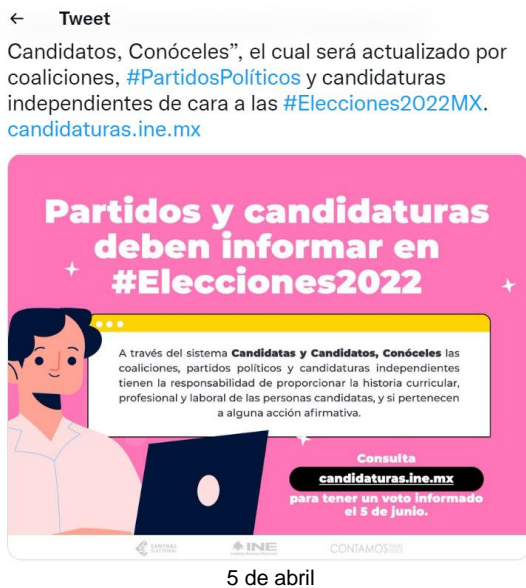 ← Tweet
Candidatos, Conóceles”, el cual será actualizado por
coaliciones, #PartidosPolíticos y candidaturas
independientes de cara a las #Elecciones2022MX.
candidaturas.ine.mx
Partidos y candidaturas
deben informar en
#Elecciones2022
A través del sistema Candidatas y Candidatos, Conóceles las
coaliciones, partidos políticos y candidaturas independientes
tienen la responsabilidad de proporcionar la historia curricular,
profesional y laboral de las personas candidatas, y si pertenecen
a alguna acción afirmativa.
Consulta
candidaturas.ine.mx
para tener un voto informado
el 5 de junio.
CENTRAL ELECTORAL INE CONTAMOS
5 de abril